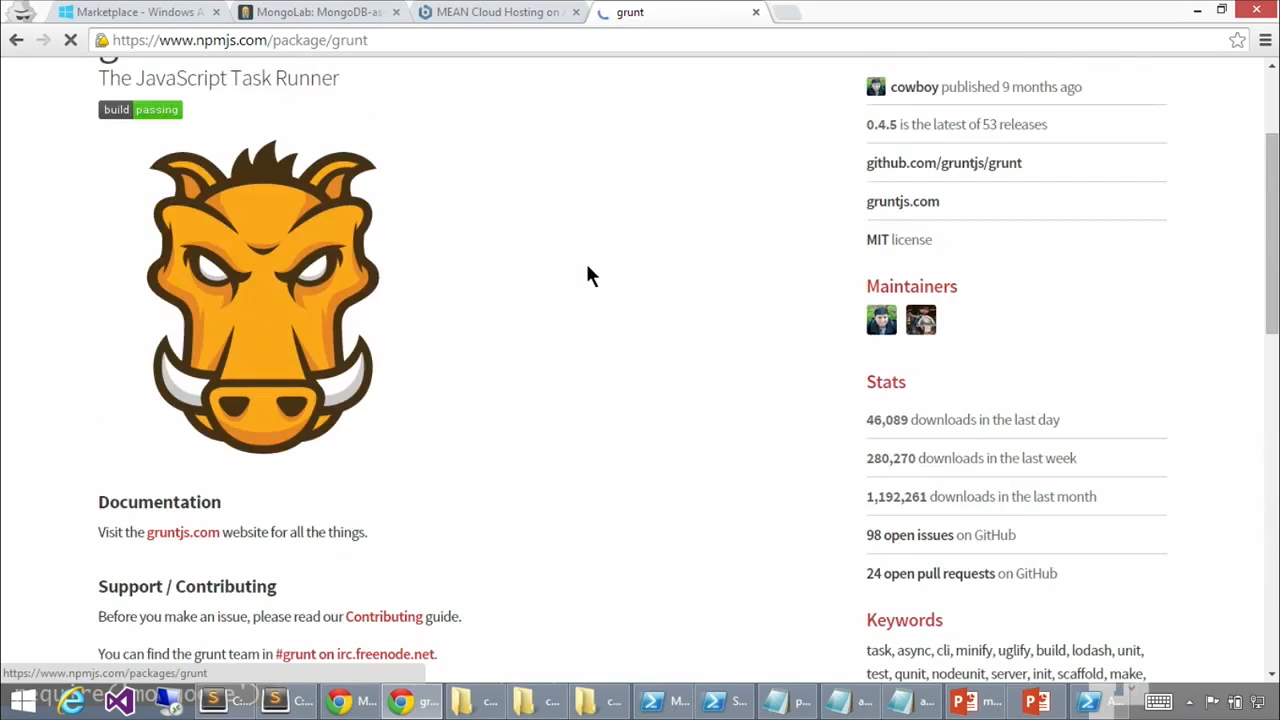 Marketplace - Windows A
MongoLab: MongoDB-as
MEAN Cloud Hosting on A
grunt
https://www.npmjs.com/package/grunt
The JavaScript Task Runner
build passing
cowboy published 9 months ago
0.4.5 is the latest of 53 releases
github.com/gruntjs/grunt
gruntjs.com
MIT license
Maintainers
Stats
46,089 downloads in the last day
280,270 downloads in the last week
1,192,261 downloads in the last month
98 open issues on GitHub
24 open pull requests on GitHub
Keywords
task, async, cli, minify, uglify, build, lodash, unit,
test, qunit, nodeunit, server, init, scaffold, make,
Documentation
Visit the gruntjs.com website for all the things.
Support / Contributing
Before you make an issue, please read our Contributing guide.
You can find the grunt team in #grunt on irc.freenode.net.
https://www.npmjs.com/packages/grunt
C:...
C:...
M...
gr...
c...
c...
c...
M...
S...
p...
a...
a...
m...